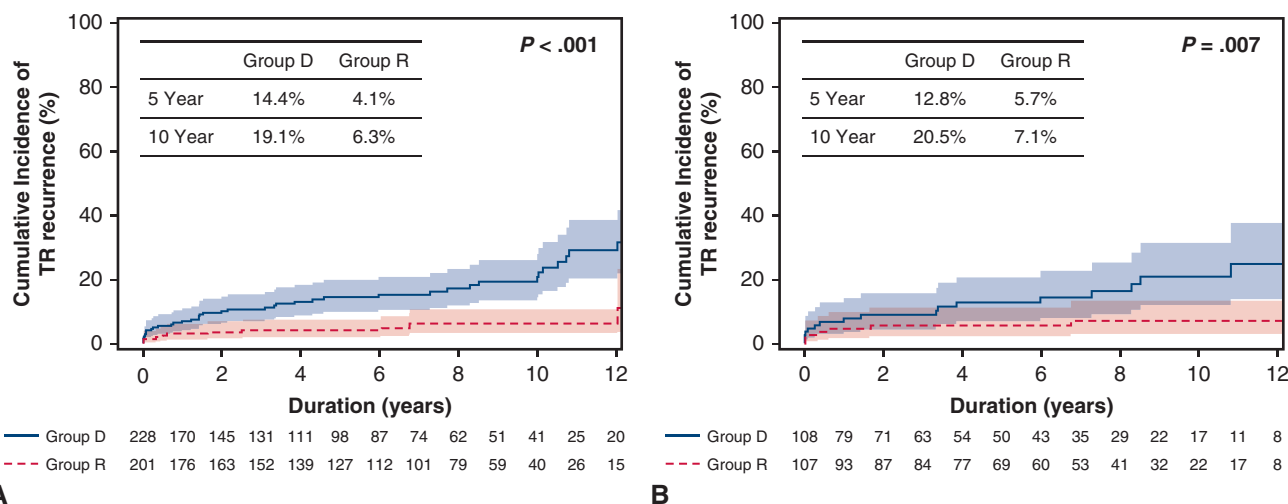 100
80
60
40
20
0
Cumulative Incidence of
TR recurrence (%)
P < .001
Group D Group R
5 Year 14.4% 4.1%
10 Year 19.1% 6.3%
0 2 4 6 8 10 12
Duration (years)
Group D 228 170 145 131 111 98 87 74 62 51 41 25 20
Group R 201 176 163 152 139 127 112 101 79 59 40 26 15
A
100
80
60
40
20
0
Cumulative Incidence of
TR recurrence (%)
P = .007
Group D Group R
5 Year 12.8% 5.7%
10 Year 20.5% 7.1%
0 2 4 6 8 10 12
Duration (years)
Group D 108 79 71 63 54 50 43 35 29 22 17 11 8
Group R 107 93 87 84 77 69 60 53 41 32 22 17 8
B